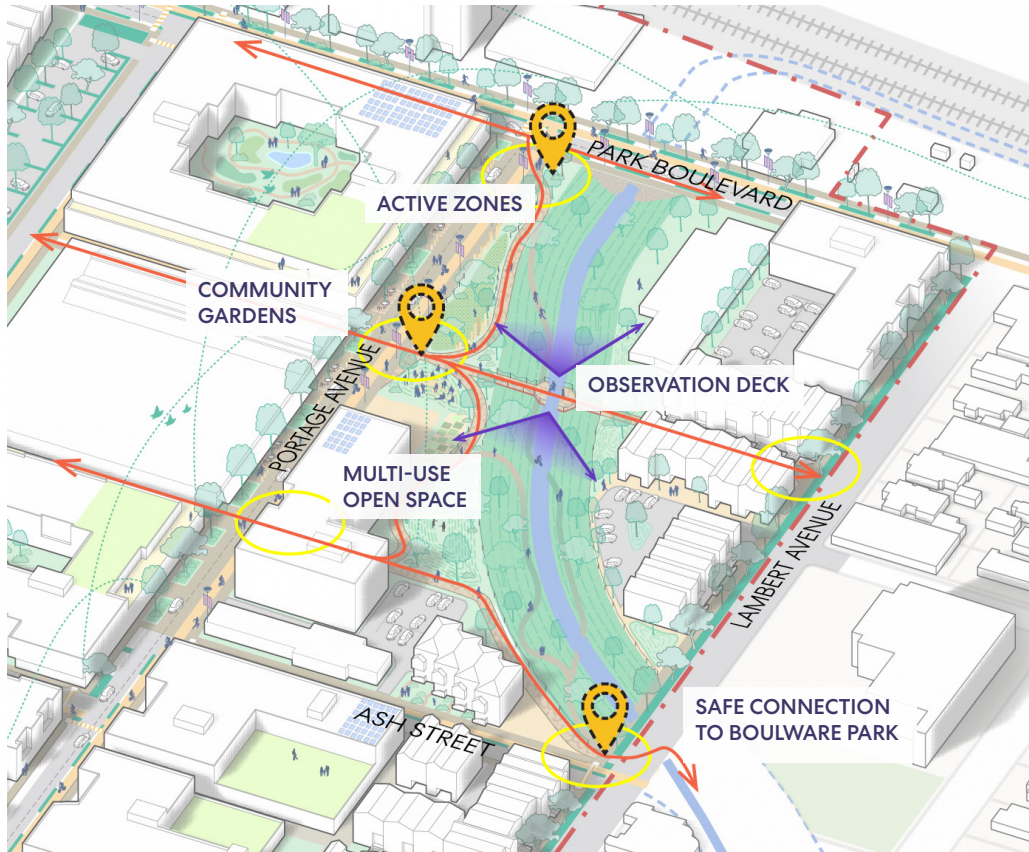 PARK BOULEVARD
ACTIVE ZONES
COMMUNITY
GARDENS
PORTAGE AVENUE
OBSERVATION DECK
MULTI-USE
OPEN SPACE
LAMBERT AVENUE
SAFE CONNECTION
TO BOULWARE PARK
ASH STREET